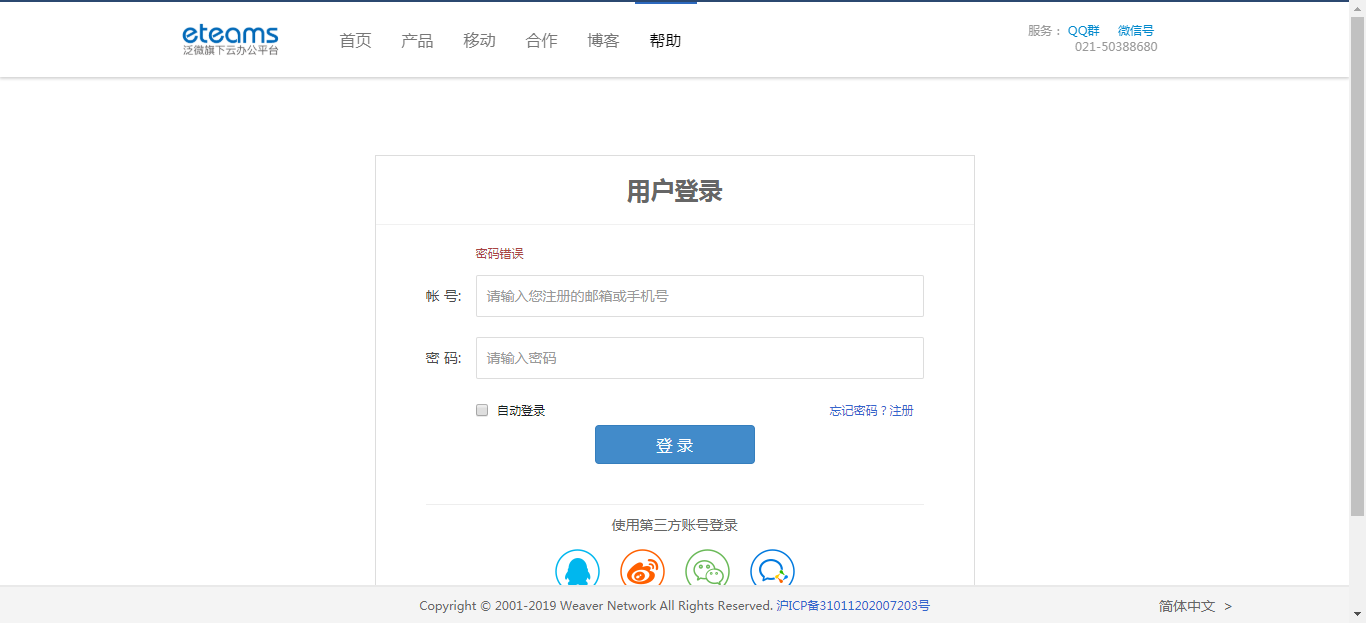 eteams
泛微旗下云办公平台
首页 产品 移动 合作 博客 帮助
服务： QQ群 微信号
021-50388680
用户登录
密码错误
帐 号: 请输入您注册的邮箱或手机号
密 码: 请输入密码
自动登录 忘记密码？注册
登 录
使用第三方账号登录
Copyright © 2001-2019 Weaver Network All Rights Reserved. 沪ICP备31011202007203号
简体中文 >